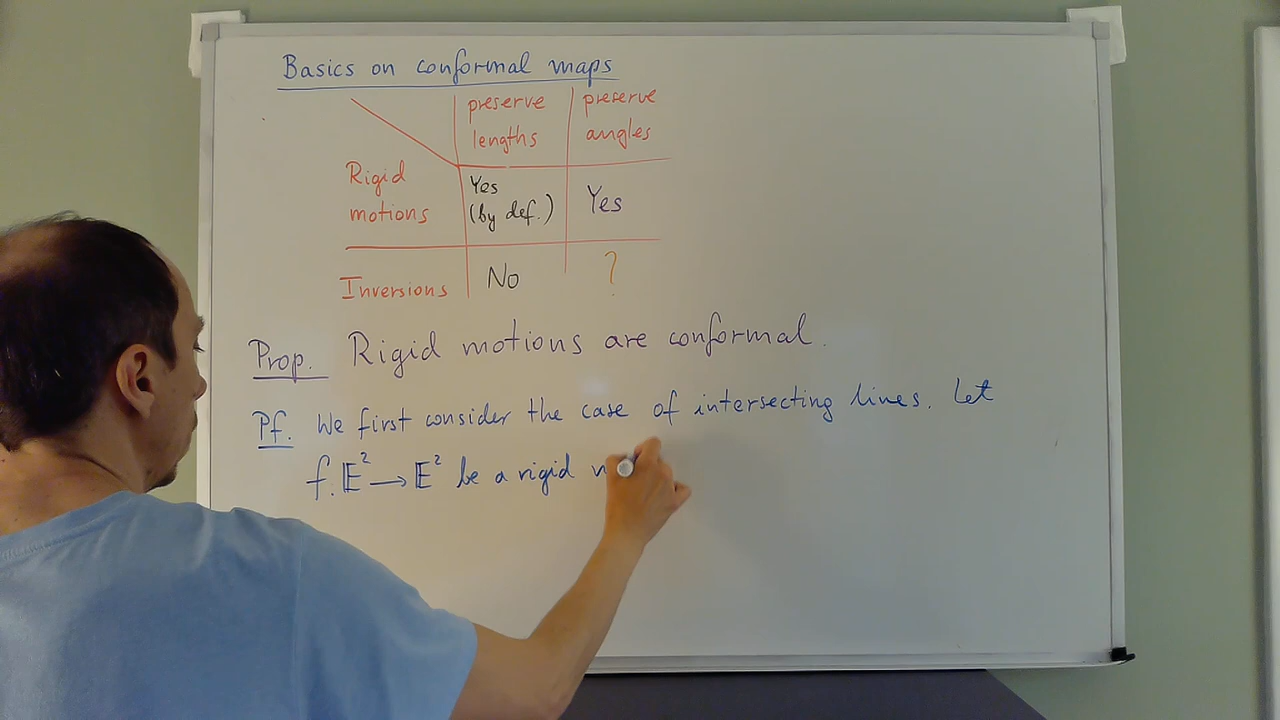 Basics on conformal maps
preserve lengths
preserve angles
Rigid motions
Yes (by def.)
Yes
Inversions
No
?
Prop. Rigid motions are conformal.
Pf. We first consider the case of intersecting lines. Let
f: 𝔼² → 𝔼² be a rigid